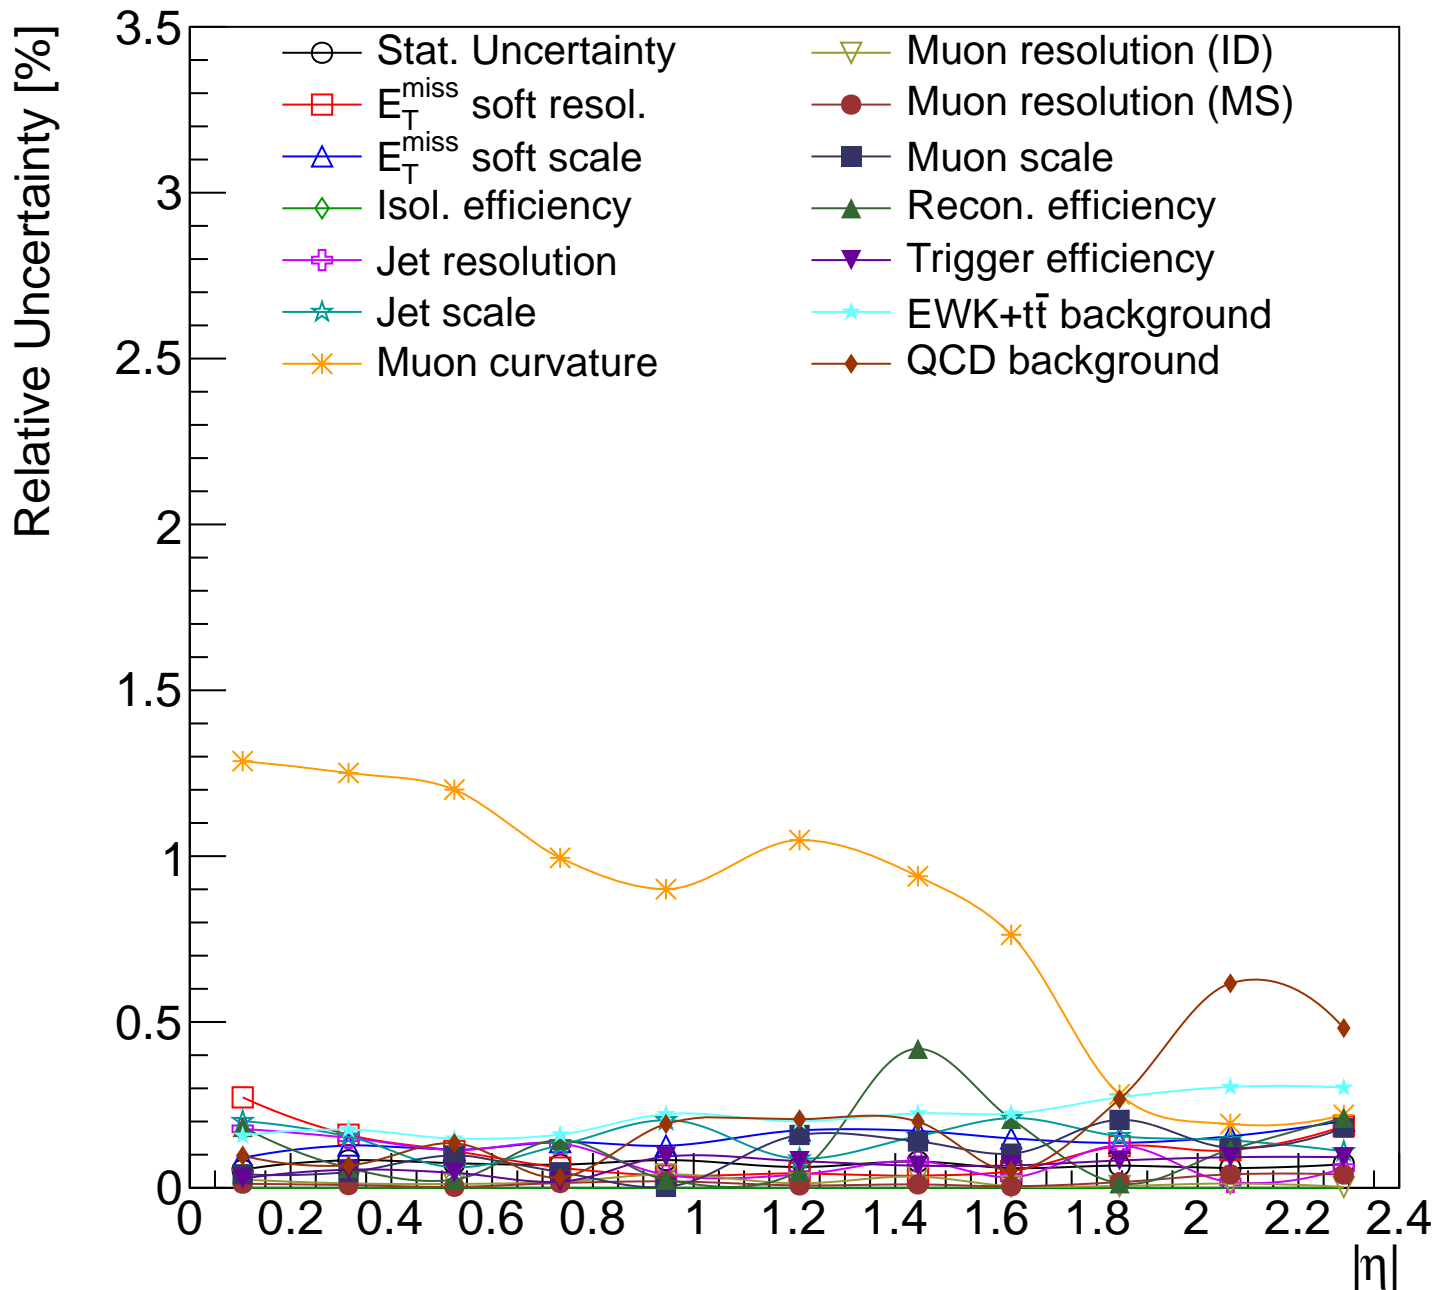 Relative Uncertainty [%]
3.5
3
2.5
2
1.5
1
0.5
0
Stat. Uncertainty
E_T^miss soft resol.
E_T^miss soft scale
Isol. efficiency
Jet resolution
Jet scale
Muon curvature
Muon resolution (ID)
Muon resolution (MS)
Muon scale
Recon. efficiency
Trigger efficiency
EWK+tt̄ background
QCD background
0 0.2 0.4 0.6 0.8 1 1.2 1.4 1.6 1.8 2 2.2 2.4
|η|